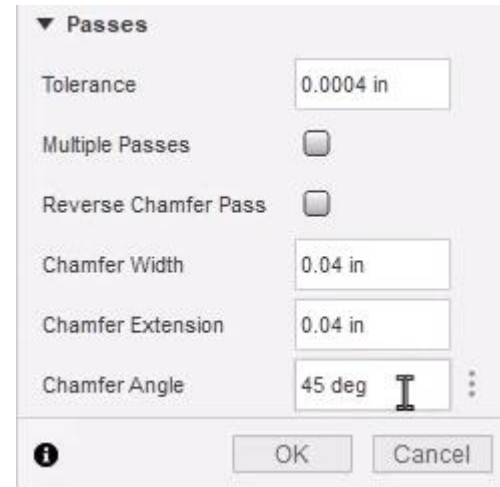 Passes
Tolerance 0.0004 in
Multiple Passes
Reverse Chamfer Pass
Chamfer Width 0.04 in
Chamfer Extension 0.04 in
Chamfer Angle 45 deg
OK Cancel